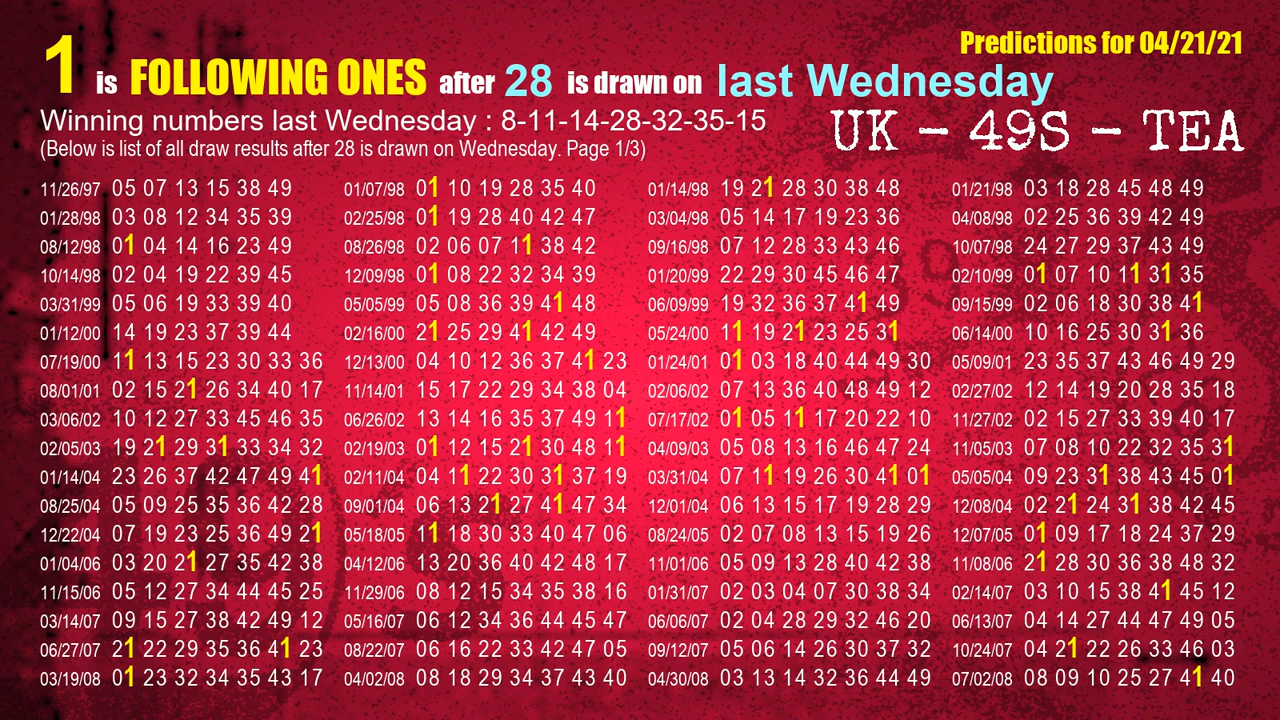 Predictions for 04/21/21
1 is FOLLOWING ONES after 28 is drawn on last Wednesday
Winning numbers last Wednesday : 8-11-14-28-32-35-15
UK - 49S - TEA
(Below is list of all draw results after 28 is drawn on Wednesday. Page 1/3)
11/26/97 05 07 13 15 38 49 01/07/98 01 10 19 28 35 40 01/14/98 19 21 28 30 38 48 01/21/98 03 18 28 45 48 49
01/28/98 03 08 12 34 35 39 02/25/98 01 19 28 40 42 47 03/04/98 05 14 17 19 23 36 04/08/98 02 25 36 39 42 49
08/12/98 01 04 14 16 23 49 08/26/98 02 06 07 11 38 42 09/16/98 07 12 28 33 43 46 10/07/98 24 27 29 37 43 49
10/14/98 02 04 19 22 39 45 12/09/98 01 08 22 32 34 39 01/20/99 22 29 30 45 46 47 02/10/99 01 07 10 11 31 35
03/31/99 05 06 19 33 39 40 05/05/99 05 08 36 39 41 48 06/09/99 19 32 36 37 41 49 09/15/99 02 06 18 30 38 41
01/12/00 14 19 23 37 39 44 02/16/00 21 25 29 41 42 49 05/24/00 11 19 21 23 25 31 06/14/00 10 16 25 30 31 36
07/19/00 11 13 15 23 30 33 36 12/13/00 04 10 12 36 37 41 23 01/24/01 01 03 18 40 44 49 30 05/09/01 23 35 37 43 46 49 29
08/01/01 02 15 21 26 34 40 17 11/14/01 15 17 22 29 34 38 04 02/06/02 07 13 36 40 48 49 12 02/27/02 12 14 19 20 28 35 18
03/06/02 10 12 27 33 45 46 35 06/26/02 13 14 16 35 37 49 11 07/17/02 01 05 11 17 20 22 10 11/27/02 02 15 27 33 39 40 17
02/05/03 19 21 29 31 33 34 32 02/19/03 01 12 15 21 30 48 11 04/09/03 05 08 13 16 46 47 24 11/05/03 07 08 10 22 32 35 31
01/14/04 23 26 37 42 47 49 41 02/11/04 04 11 22 30 31 37 19 03/31/04 07 11 19 26 30 41 01 05/05/04 09 23 31 38 43 45 01
08/25/04 05 09 25 35 36 42 28 09/01/04 06 13 21 27 41 47 34 12/01/04 06 13 15 17 19 28 29 12/08/04 02 21 24 31 38 42 45
12/22/04 07 19 23 25 36 49 21 05/18/05 11 18 30 33 40 47 06 08/24/05 02 07 08 13 15 19 26 12/07/05 01 09 17 18 24 37 29
01/04/06 03 20 21 27 35 42 38 04/12/06 13 20 36 40 42 48 17 11/01/06 05 09 13 28 40 42 38 11/08/06 21 28 30 36 38 48 32
11/15/06 05 12 27 34 44 45 25 11/29/06 08 12 15 34 35 38 16 01/31/07 02 03 04 07 30 38 34 02/14/07 03 10 15 38 41 45 12
03/14/07 09 15 27 38 42 49 12 05/16/07 06 12 34 36 44 45 47 06/06/07 02 04 28 29 32 46 20 06/13/07 04 14 27 44 47 49 05
06/27/07 21 22 29 35 36 41 23 08/22/07 06 16 22 33 42 47 05 09/12/07 05 06 14 26 30 37 32 10/24/07 04 21 22 26 33 46 03
03/19/08 01 23 32 34 35 43 17 04/02/08 08 18 29 34 37 43 40 04/30/08 03 13 14 32 36 44 49 07/02/08 08 09 10 25 27 41 40